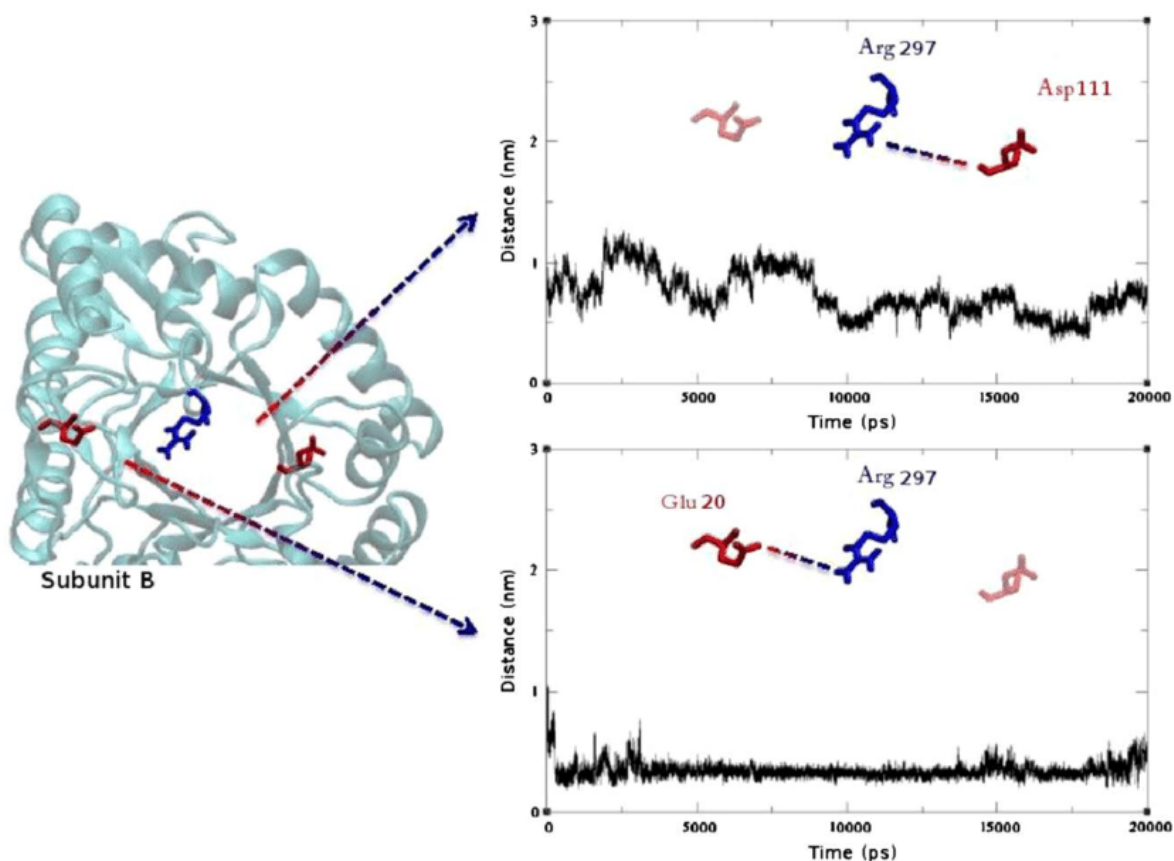 3
Arg 297
Asp111
2
Distance (nm)
1
0
0 5000 10000 15000 20000
Time (ps)
3
Arg 297
Glu 20
2
Distance (nm)
1
0
0 5000 10000 15000 20000
Time (ps)
Subunit B